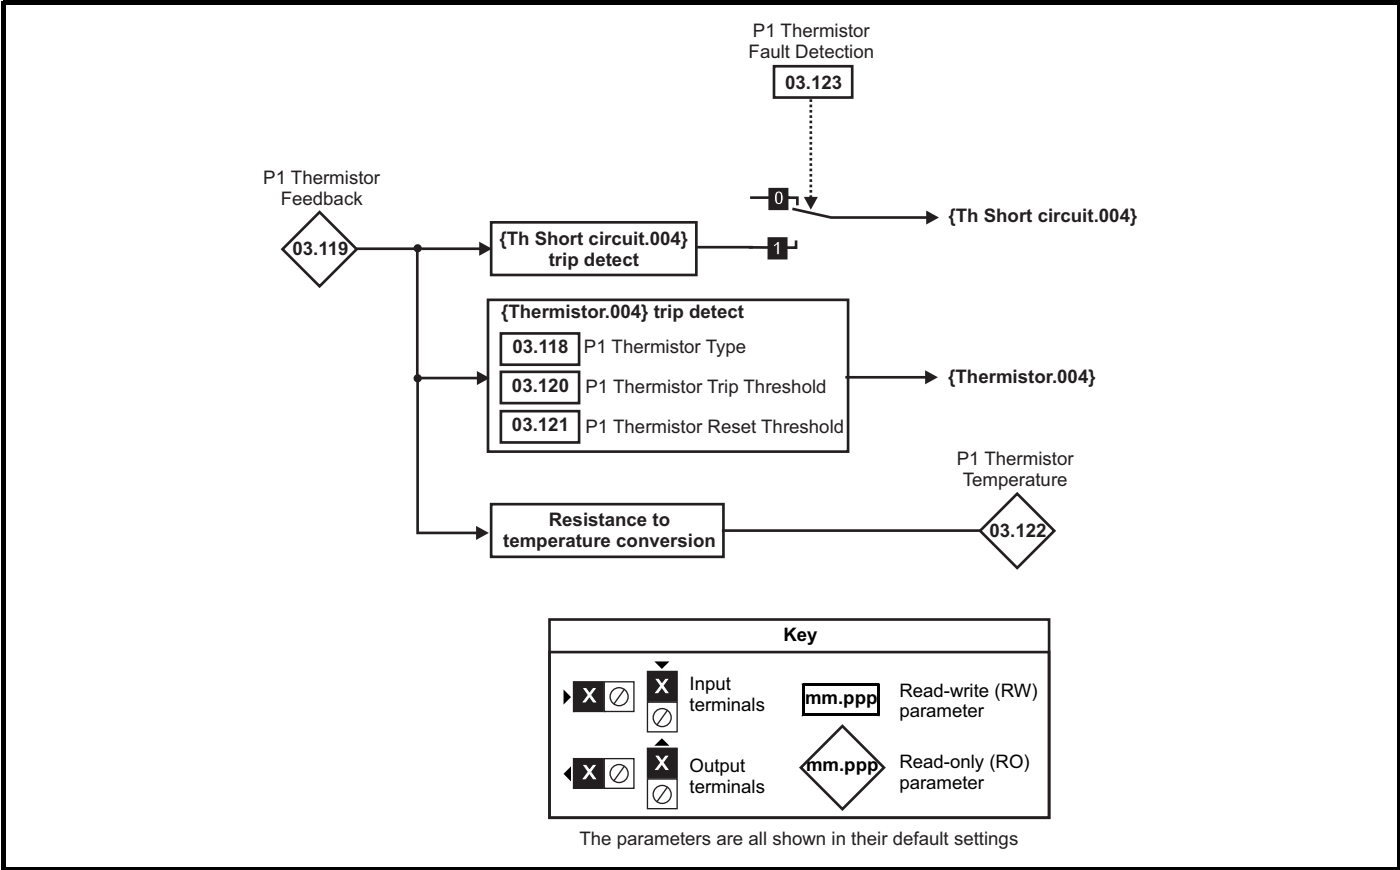 P1 Thermistor
Fault Detection
03.123
P1 Thermistor
Feedback
03.119
0
{Th Short circuit.004}
{Th Short circuit.004}
trip detect
1
{Thermistor.004} trip detect
03.118 P1 Thermistor Type
03.120 P1 Thermistor Trip Threshold
03.121 P1 Thermistor Reset Threshold
{Thermistor.004}
P1 Thermistor
Temperature
03.122
Resistance to
temperature conversion
Key
X
X
Input
terminals
mm.ppp
Read-write (RW)
parameter
X
X
Output
terminals
mm.ppp
Read-only (RO)
parameter
The parameters are all shown in their default settings